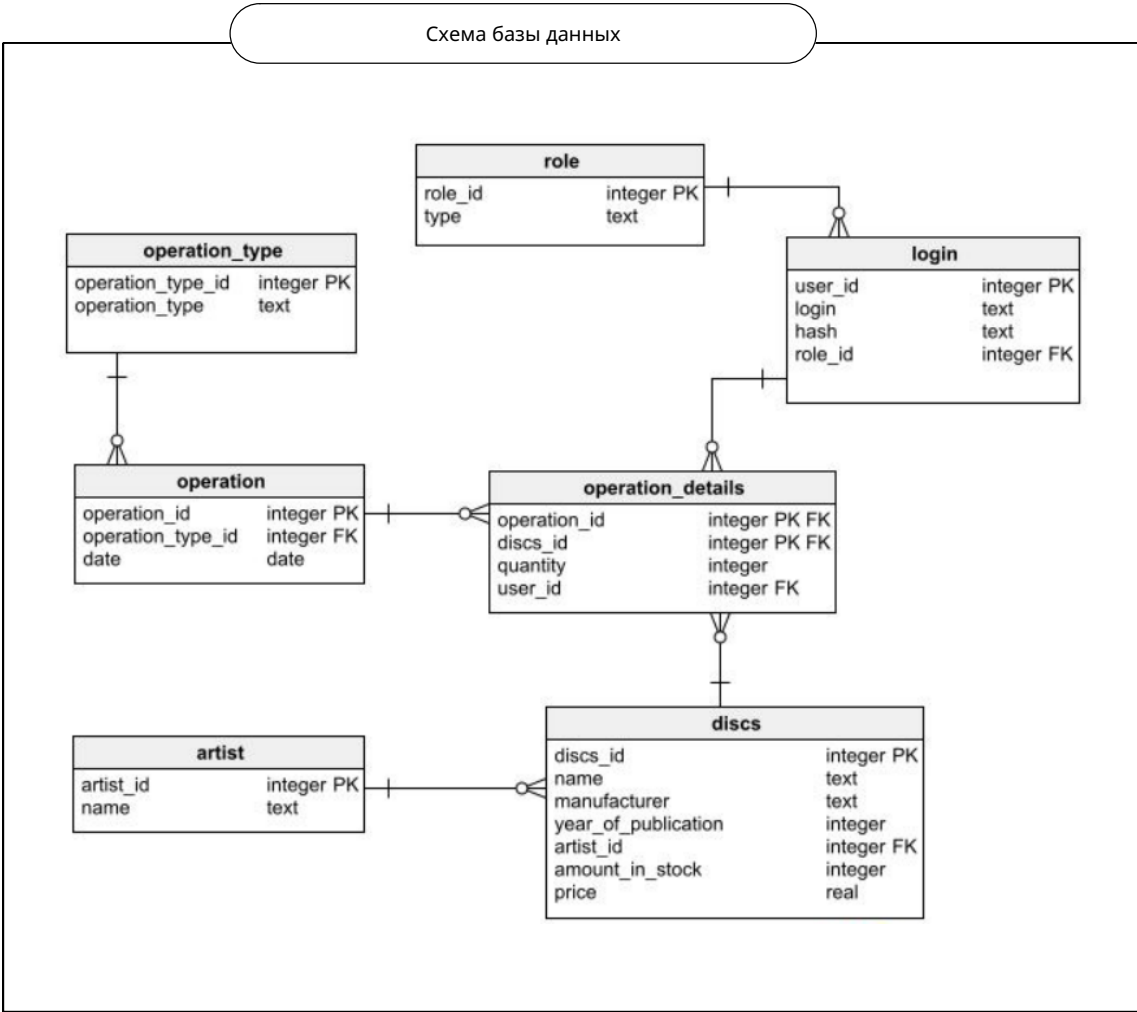 Схема базы данных
role
role_id integer PK
type text
operation_type
operation_type_id integer PK
operation_type text
login
user_id integer PK
login text
hash text
role_id integer FK
operation
operation_id integer PK
operation_type_id integer FK
date date
operation_details
operation_id integer PK FK
discs_id integer PK FK
quantity integer
user_id integer FK
artist
artist_id integer PK
name text
discs
discs_id integer PK
name text
manufacturer text
year_of_publication integer
artist_id integer FK
amount_in_stock integer
price real